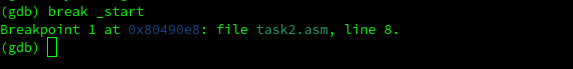 (gdb) break _start
Breakpoint 1 at 0x80490e8: file task2.asm, line 8.
(gdb)